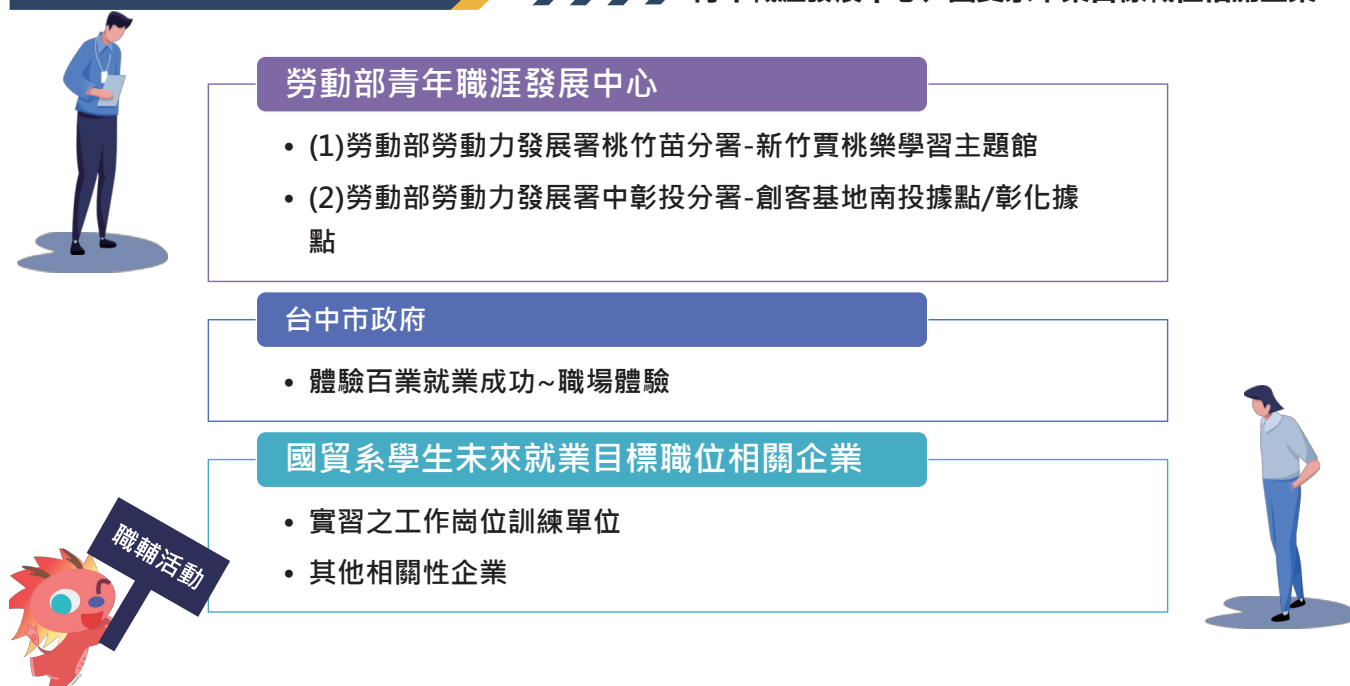 勞動部青年職涯發展中心
• (1)勞動部勞動力發展署桃竹苗分署-新竹賈桃樂學習主題館
• (2)勞動部勞動力發展署中彰投分署-創客基地南投據點/彰化據
點
台中市政府
• 體驗百業就業成功~職場體驗
國貿系學生未來就業目標職位相關企業
• 實習之工作崗位訓練單位
• 其他相關性企業
職輔活動